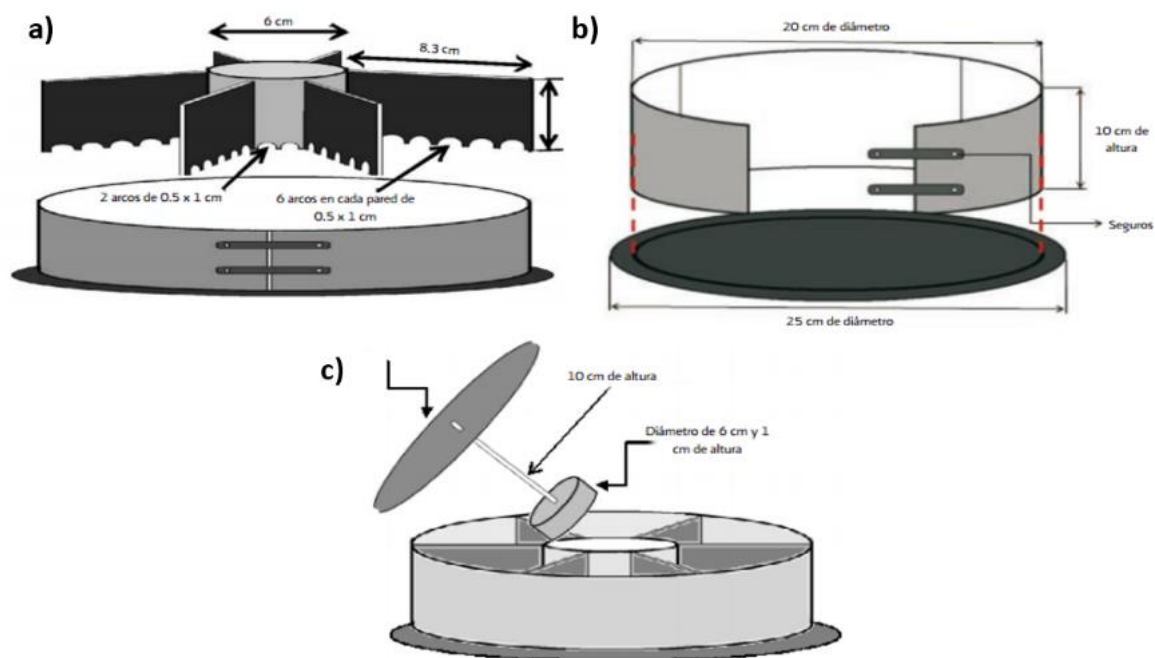 a)
6 cm
8.3 cm
2 arcos de 0.5 x 1 cm
6 arcos en cada pared de
0.5 x 1 cm
b)
20 cm de diámetro
10 cm de
altura
Seguros
25 cm de diámetro
c)
10 cm de altura
Diámetro de 6 cm y 1
cm de altura